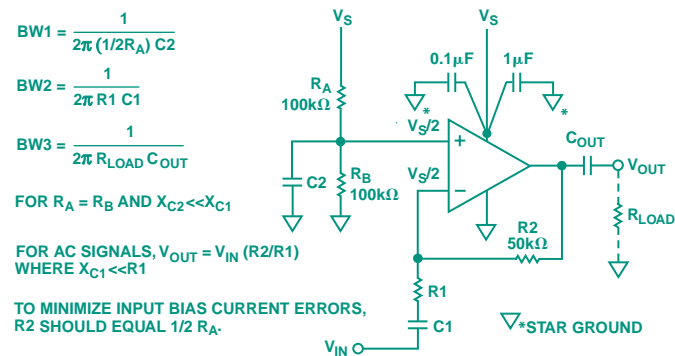 BW1 = 1 / 2π (1/2RA) C2
BW2 = 1 / 2π R1 C1
BW3 = 1 / 2π RLOAD COUT
FOR RA = RB AND XC2<<XC1
FOR AC SIGNALS, VOUT = VIN (R2/R1)
WHERE XC1<<R1
TO MINIMIZE INPUT BIAS CURRENT ERRORS,
R2 SHOULD EQUAL 1/2 RA.
VS
VS
0.1μF
1μF
*
*
RA
100kΩ
VS/2
+
COUT
VOUT
C2
RB
100kΩ
VS/2
–
RLOAD
R2
50kΩ
R1
C1
VIN
*STAR GROUND